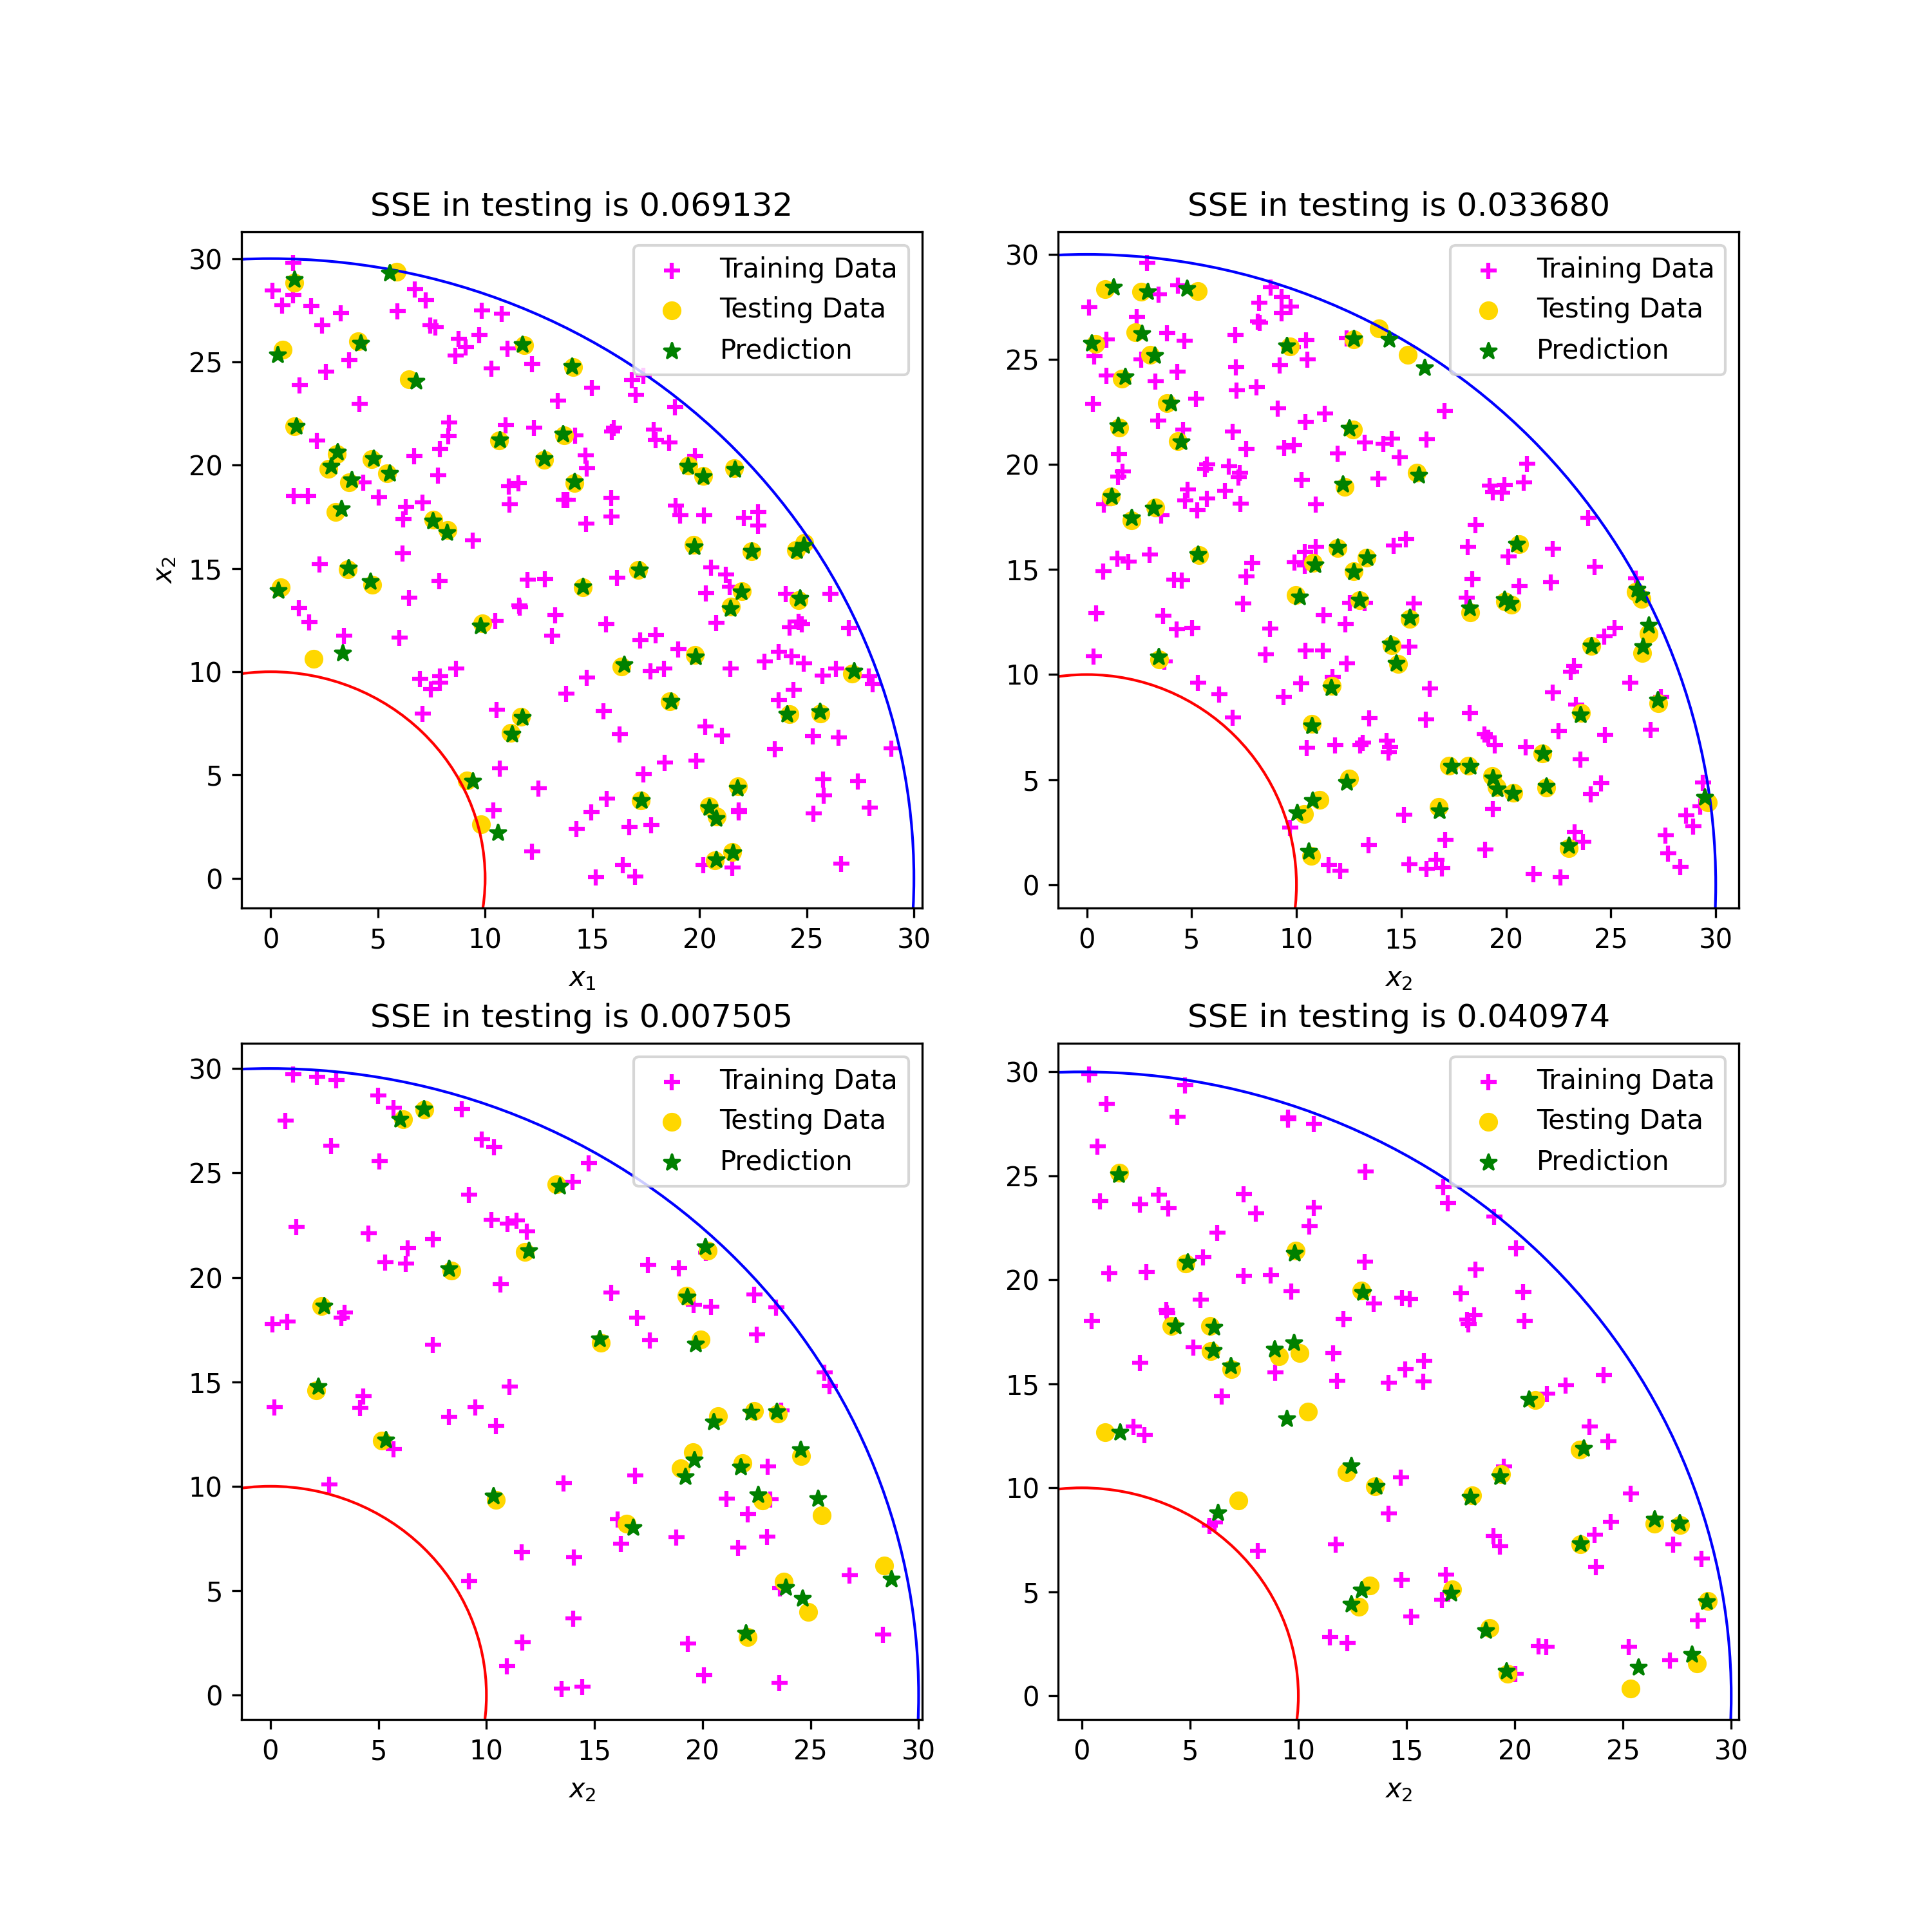 SSE in testing is 0.069132
Training Data
Testing Data
Prediction
30
25
20
15
10
5
0
x₂
0 5 10 15 20 25 30
x₁
SSE in testing is 0.033680
Training Data
Testing Data
Prediction
30
25
20
15
10
5
0
0 5 10 15 20 25 30
x₂
SSE in testing is 0.007505
Training Data
Testing Data
Prediction
30
25
20
15
10
5
0
0 5 10 15 20 25 30
x₂
SSE in testing is 0.040974
Training Data
Testing Data
Prediction
30
25
20
15
10
5
0
0 5 10 15 20 25 30
x₂